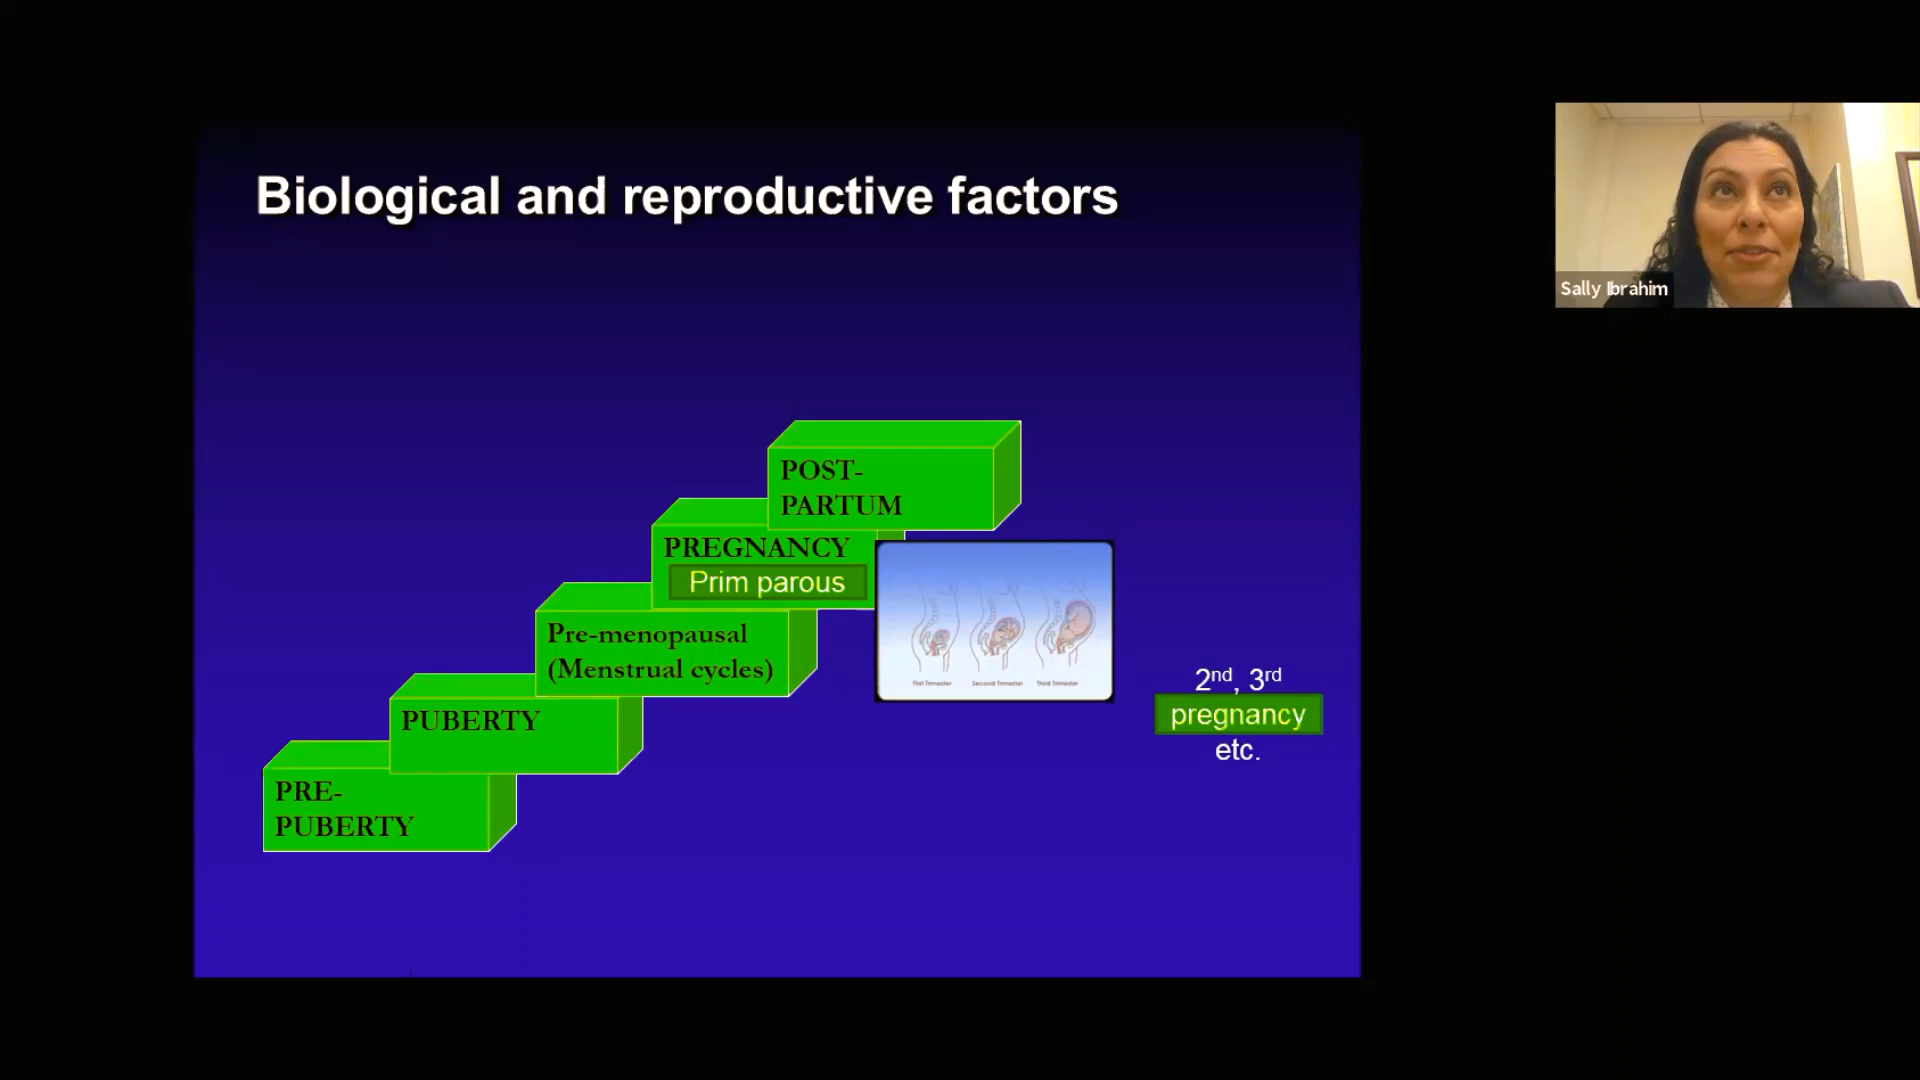 Biological and reproductive factors
Sally Ibrahim
POST-
PARTUM
PREGNANCY
Prim parous
Pre-menopausal
(Menstrual cycles)
First Trimester
Second Trimester
Third Trimester
2nd, 3rd
pregnancy
etc.
PUBERTY
PRE-
PUBERTY